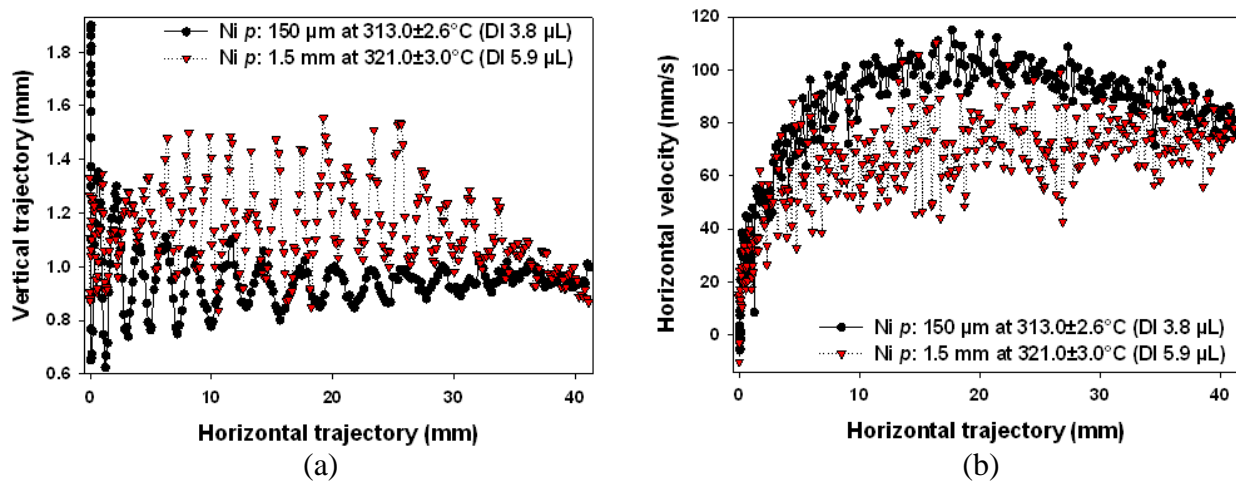 Ni p: 150 µm at 313.0±2.6°C (DI 3.8 µL)
Ni p: 1.5 mm at 321.0±3.0°C (DI 5.9 µL)
Vertical trajectory (mm)
1.8
1.6
1.4
1.2
1.0
0.8
0.6
0 10 20 30 40
Horizontal trajectory (mm)
(a)
Horizontal velocity (mm/s)
120
100
80
60
40
20
0
Ni p: 150 µm at 313.0±2.6°C (DI 3.8 µL)
Ni p: 1.5 mm at 321.0±3.0°C (DI 5.9 µL)
0 10 20 30 40
Horizontal trajectory (mm)
(b)